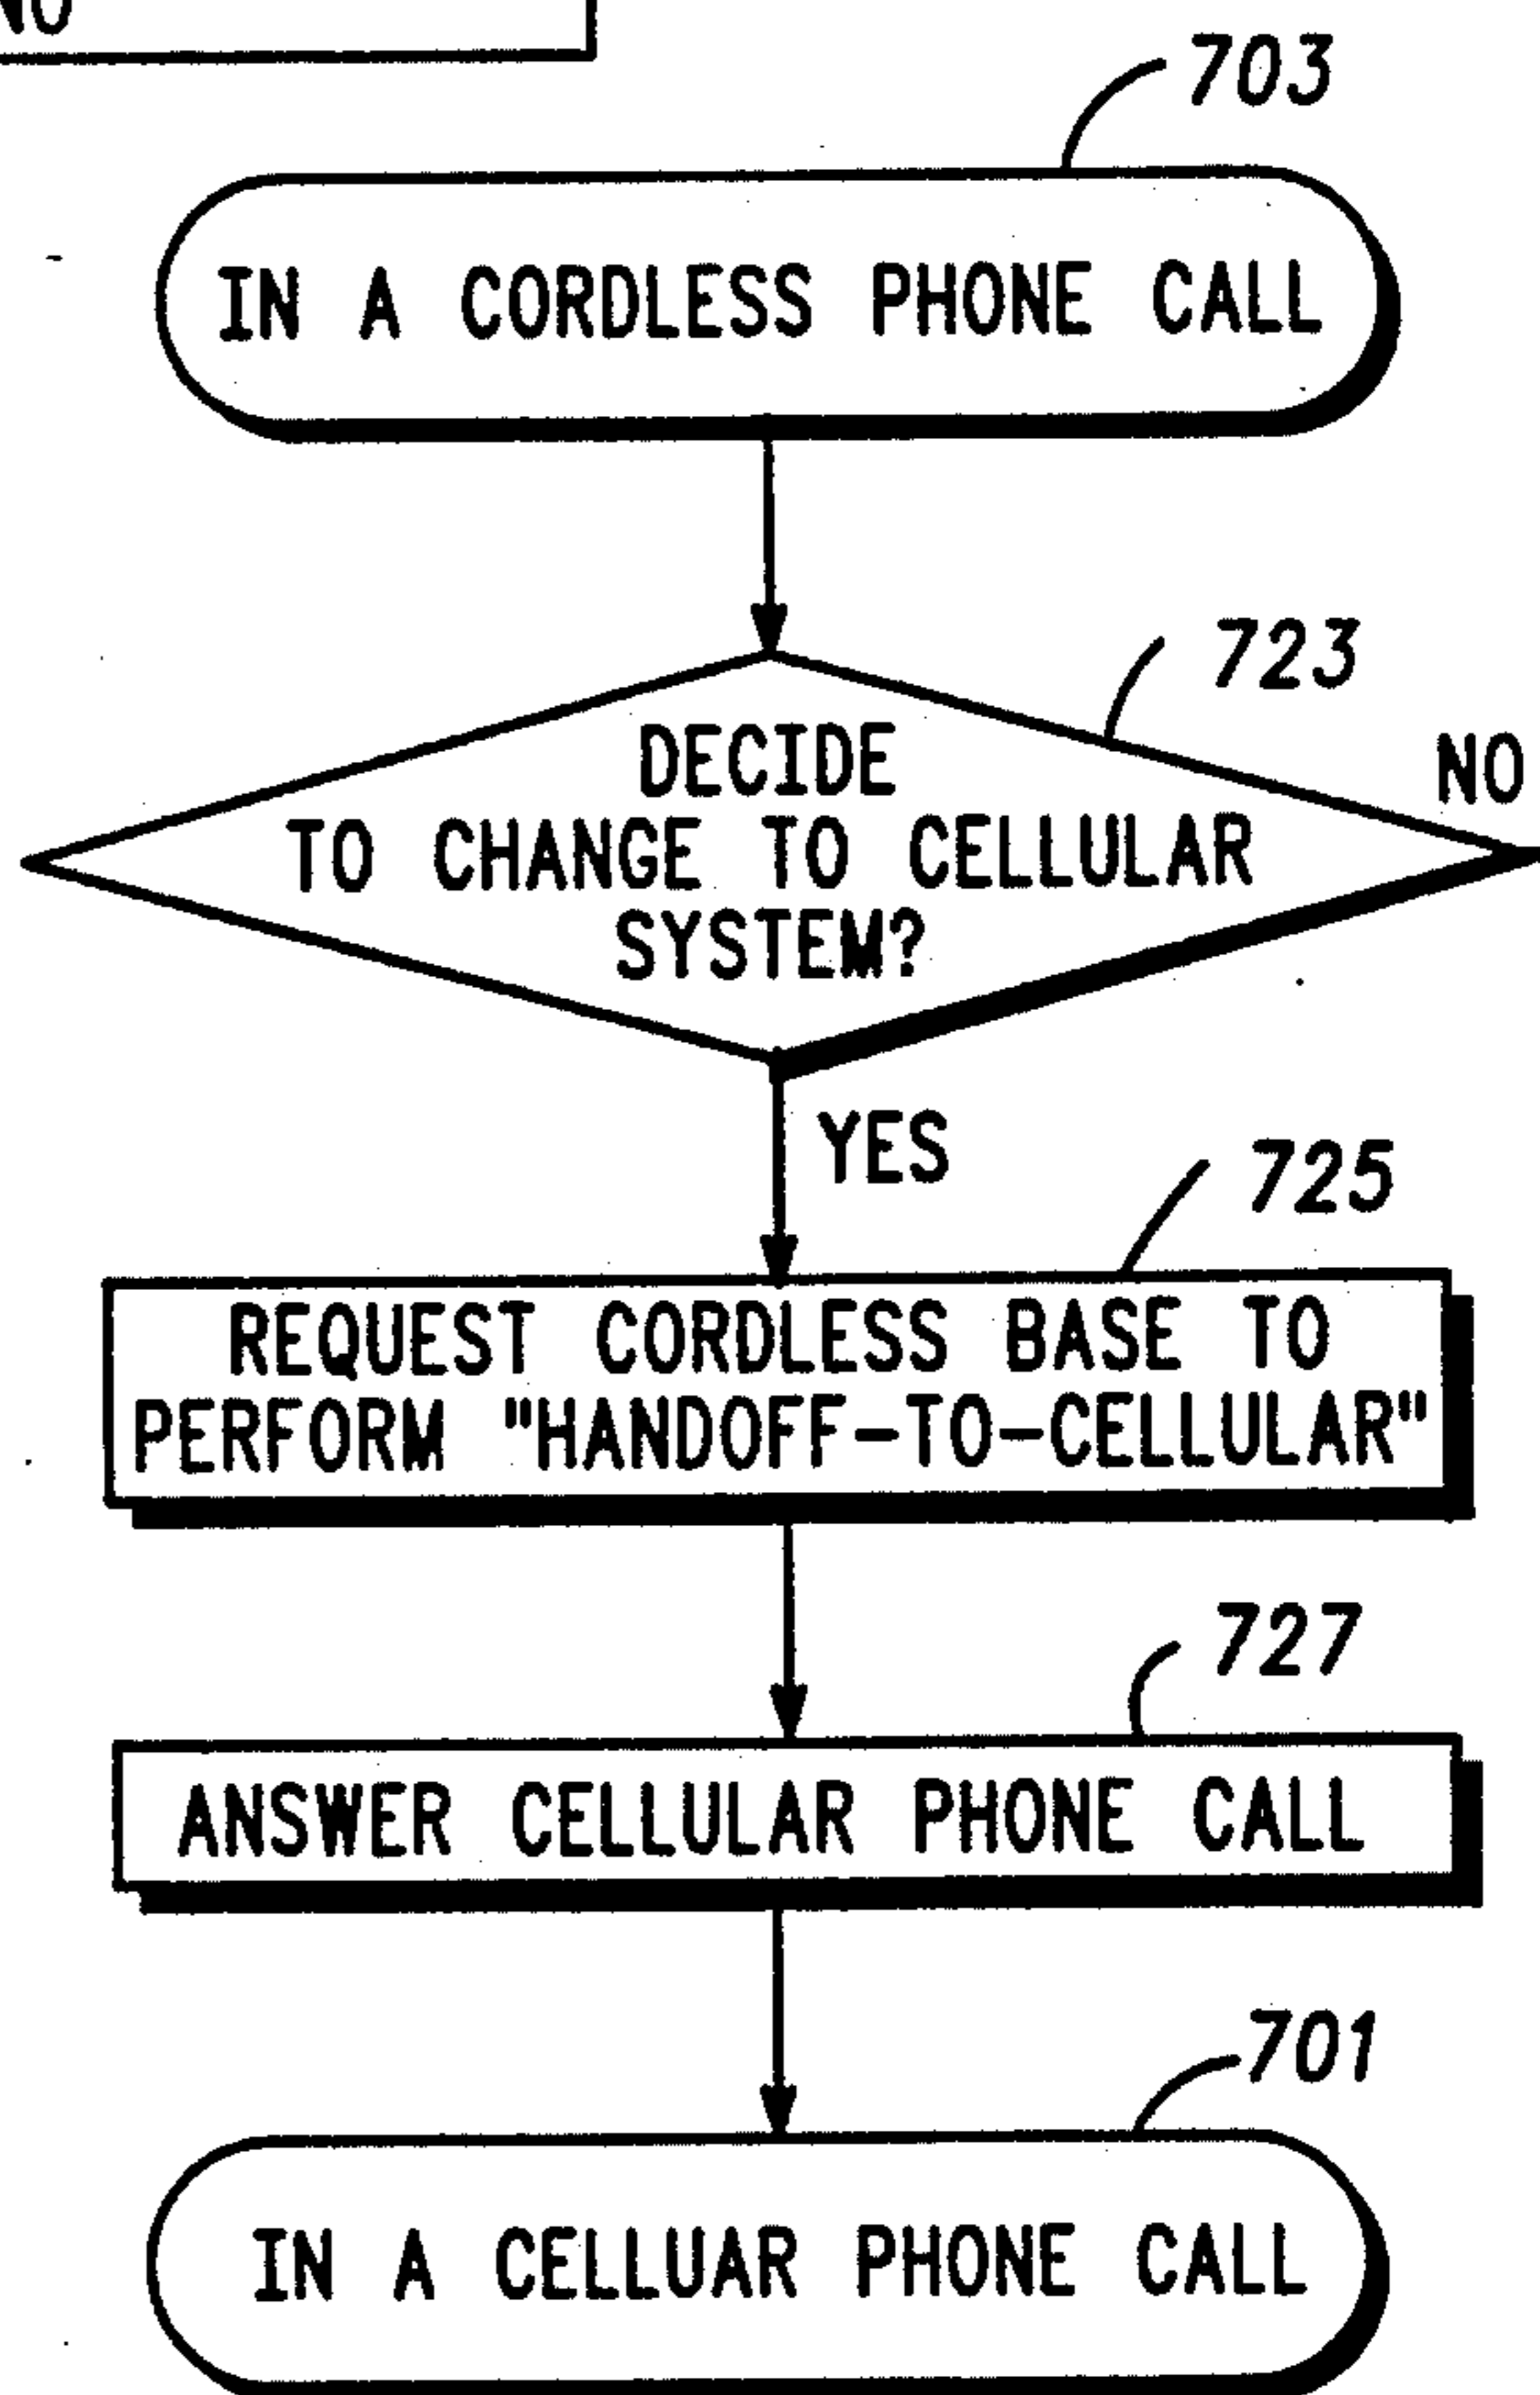 NO
703
IN A CORDLESS PHONE CALL
723
DECIDE
NO
TO CHANGE TO CELLULAR
SYSTEM?
YES
725
REQUEST CORDLESS BASE TO
PERFORM "HANDOFF-TO-CELLULAR"
727
ANSWER CELLULAR PHONE CALL
701
IN A CELLUAR PHONE CALL